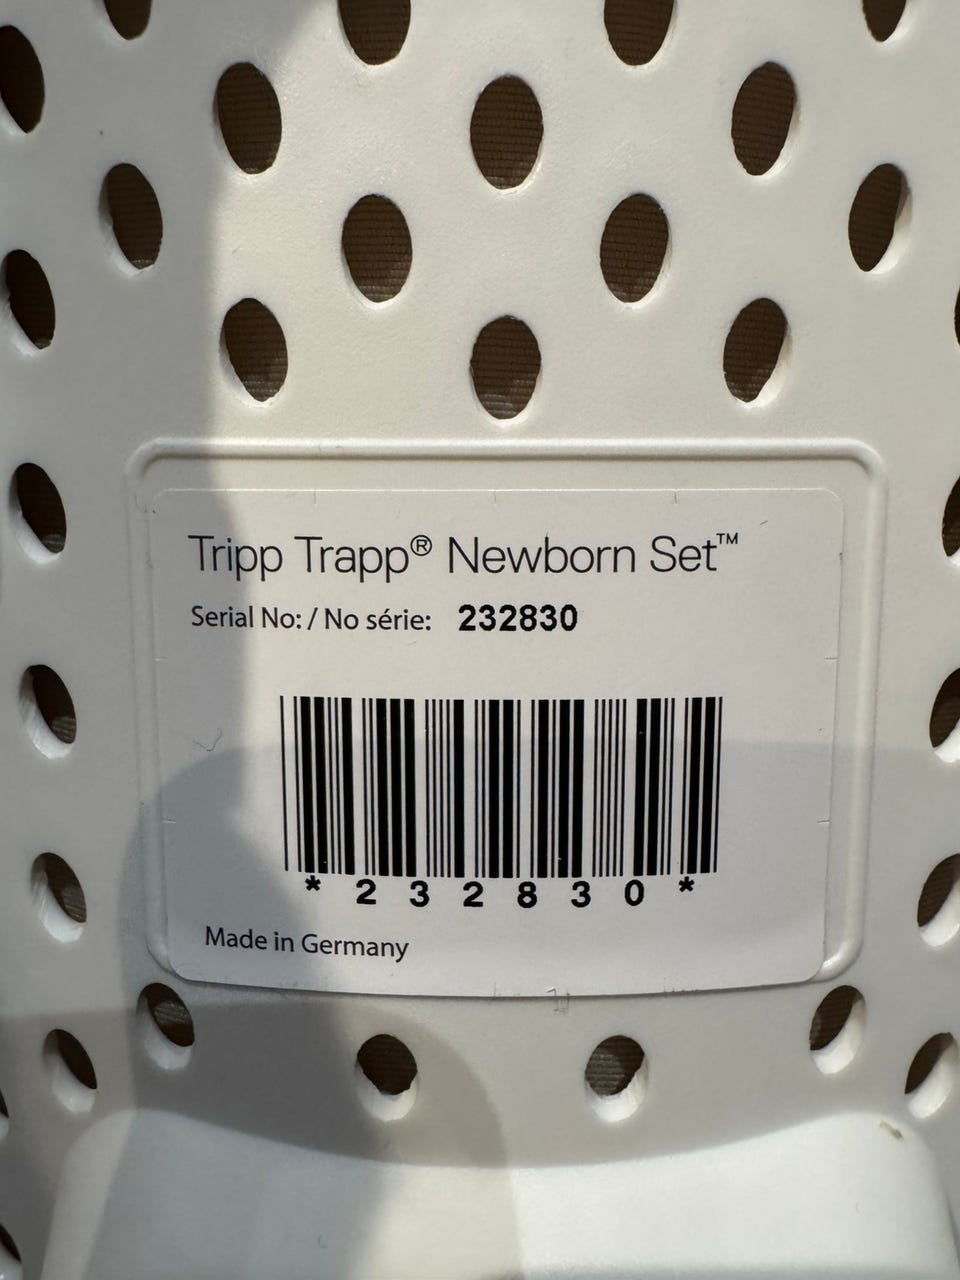 Tripp Trapp® Newborn Set™
Serial No: / No série: 232830
*232830*
Made in Germany